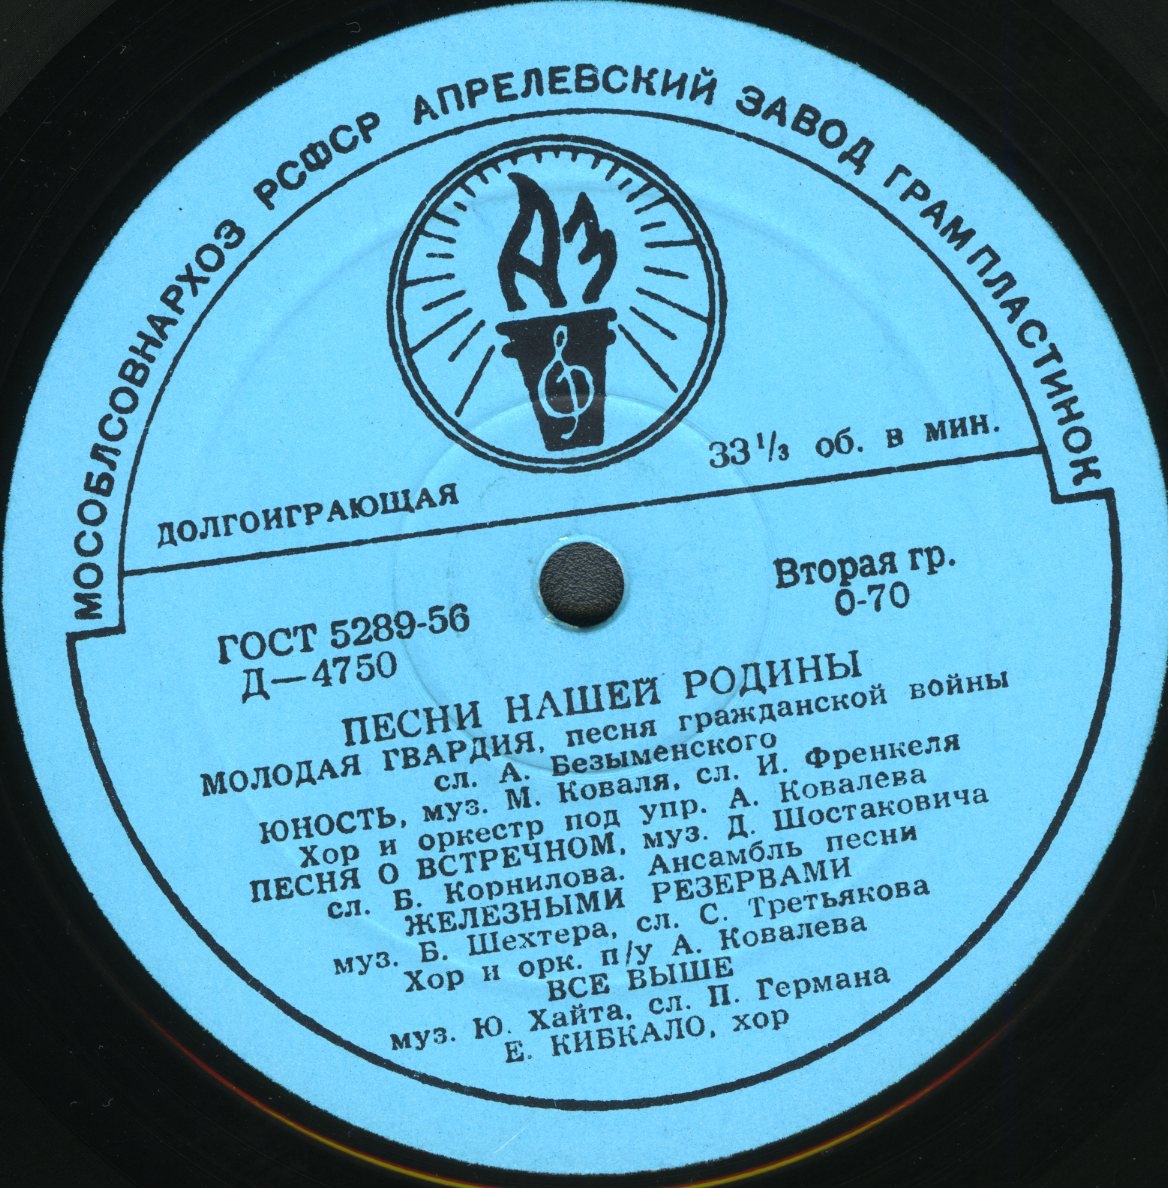 МОСОБЛСОВНАРХОЗ РСФСР АПРЕЛЕВСКИЙ ЗАВОД ГРАМПЛАСТИНОК
АЗ
ДОЛГОИГРАЮЩАЯ
33 1/3 об. в мин.
ГОСТ 5289-56
Д—4750
Вторая гр.
0-70
ПЕСНИ НАШЕЙ РОДИНЫ
МОЛОДАЯ ГВАРДИЯ, песня гражданской войны
сл. А. Безыменского
ЮНОСТЬ, муз. М. Коваля, сл. И. Френкеля
Хор и оркестр под упр. А. Ковалева
ПЕСНЯ О ВСТРЕЧНОМ, муз. Д. Шостаковича
сл. Б. Корнилова. Ансамбль песни
ЖЕЛЕЗНЫМИ РЕЗЕРВАМИ
муз. Б. Шехтера, сл. С. Третьякова
Хор и орк. п/у А. Ковалева
ВСЕ ВЫШЕ
муз. Ю. Хайта, сл. П. Германа
Е. КИБКАЛО, хор